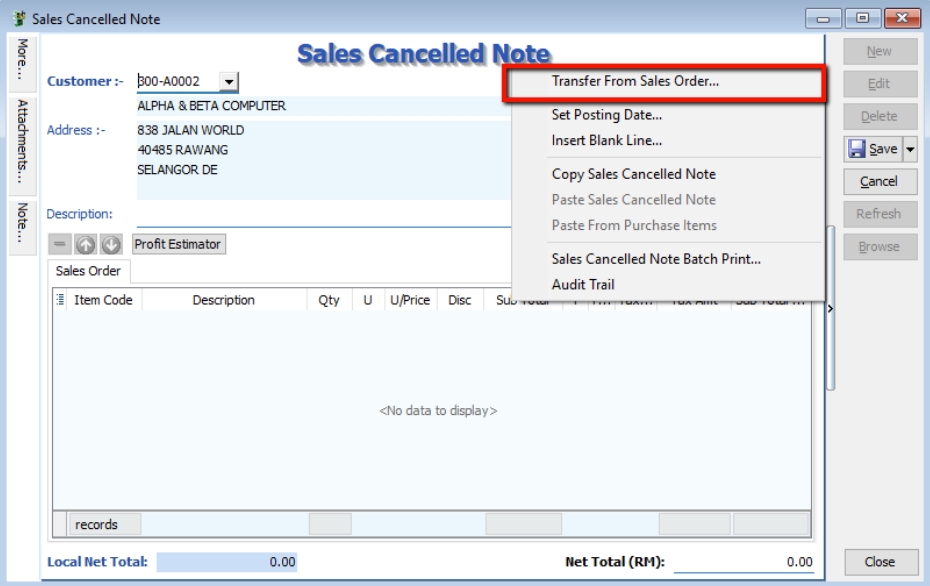 Sales Cancelled Note
More...
Attachments...
Note...
Sales Cancelled Note
Customer :- 300-A0002
ALPHA & BETA COMPUTER
Address :- 838 JALAN WORLD
40485 RAWANG
SELANGOR DE
Description:
Profit Estimator
Transfer From Sales Order...
Set Posting Date...
Insert Blank Line...
Copy Sales Cancelled Note
Paste Sales Cancelled Note
Paste From Purchase Items
Sales Cancelled Note Batch Print...
Audit Trail
New
Edit
Delete
Save
Cancel
Refresh
Browse
Sales Order
Item Code Description Qty U U/Price Disc Sub Total Tax... Tax Amt Sub Total ...
<No data to display>
records
Local Net Total: 0.00 Net Total (RM): 0.00
Close